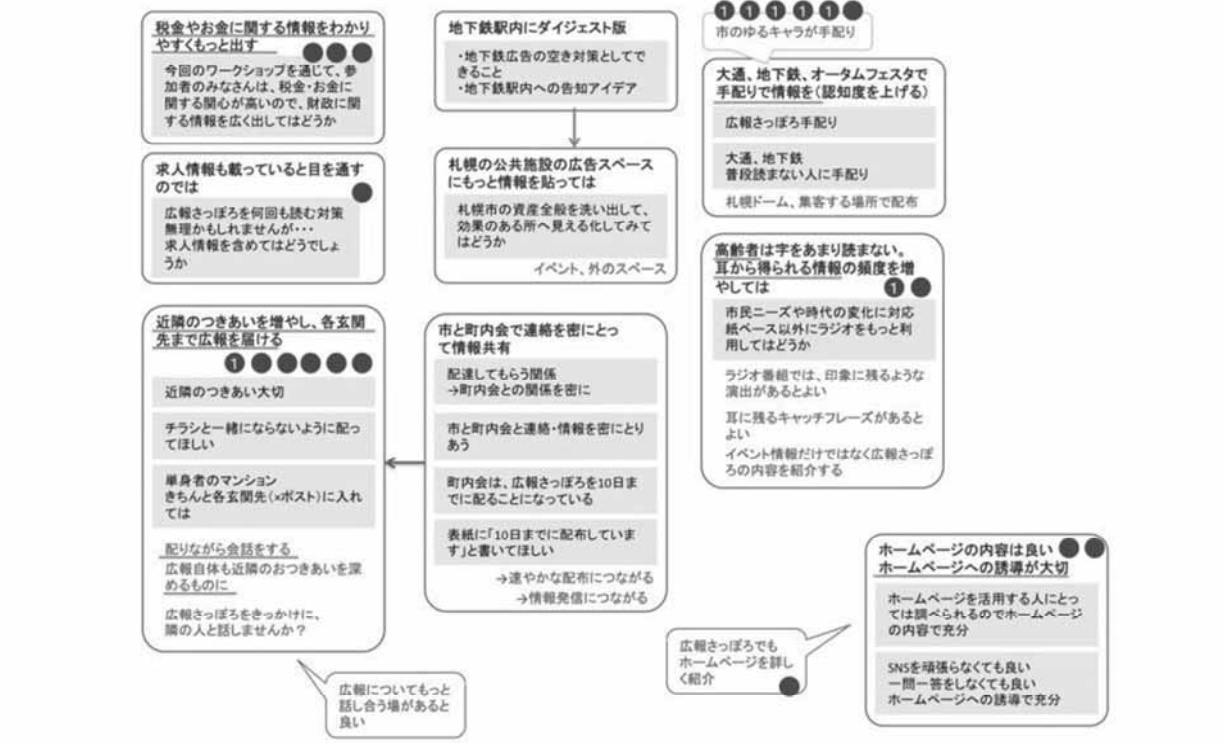 税金やお金に関する情報をわかり
やすくもっと出す
今回のワークショップを通じて、参
加者のみなさんは、税金・お金に
関する関心が高いので、財政に関
する情報を広く出してはどうか
求人情報も載っていると目を通す
のでは
広報さっぽろを何回も読む対策
無理かもしれませんが・・・
求人情報を含めてはどうでしょ
うか
近隣のつきあいを増やし、各玄関
先まで広報を届ける
1
近隣のつきあい大切
チラシと一緒にならないように配っ
てほしい
単身者のマンション
きちんと各玄関先(×ポスト)に入れ
ては
配りながら会話をする
広報自体も近隣のおつきあいを深
めるものに
広報さっぽろをきっかけに、
隣の人と話しませんか？
広報についてもっと
話し合う場があると
良い
地下鉄駅内にダイジェスト版
・地下鉄広告の空き対策としてで
きること
・地下鉄駅内への告知アイデア
札幌の公共施設の広告スペース
にもっと情報を貼っては
札幌市の資産全般を洗い出して、
効果のある所へ見える化してみて
はどうか
イベント、外のスペース
市と町内会で連絡を密にとっ
て情報共有
配達してもらう関係
→町内会との関係を密に
市と町内会と連絡・情報を密にとり
あう
町内会は、広報さっぽろを10日ま
でに配ることになっている
表紙に「10日までに配布していま
す」と書いてほしい
→速やかな配布につながる
→情報発信につながる
1 1 1 1 1
市のゆるキャラが手配り
大通、地下鉄、オータムフェスタで
手配りで情報を(認知度を上げる)
広報さっぽろ手配り
大通、地下鉄
普段読まない人に手配り
札幌ドーム、集客する場所で配布
高齢者は字をあまり読まない。
耳から得られる情報の頻度を増
やしては
1
市民ニーズや時代の変化に対応
紙ベース以外にラジオをもっと利
用してはどうか
ラジオ番組では、印象に残るような
演出があるとよい
耳に残るキャッチフレーズがあると
よい
イベント情報だけではなく広報さっぽ
ろの内容を紹介する
ホームページの内容は良い
ホームページへの誘導が大切
ホームページを活用する人にとっ
ては調べられるのでホームページ
の内容で充分
SNSを頑張らなくても良い
一問一答をしなくても良い
ホームページへの誘導で充分
広報さっぽろでも
ホームページを詳し
く紹介